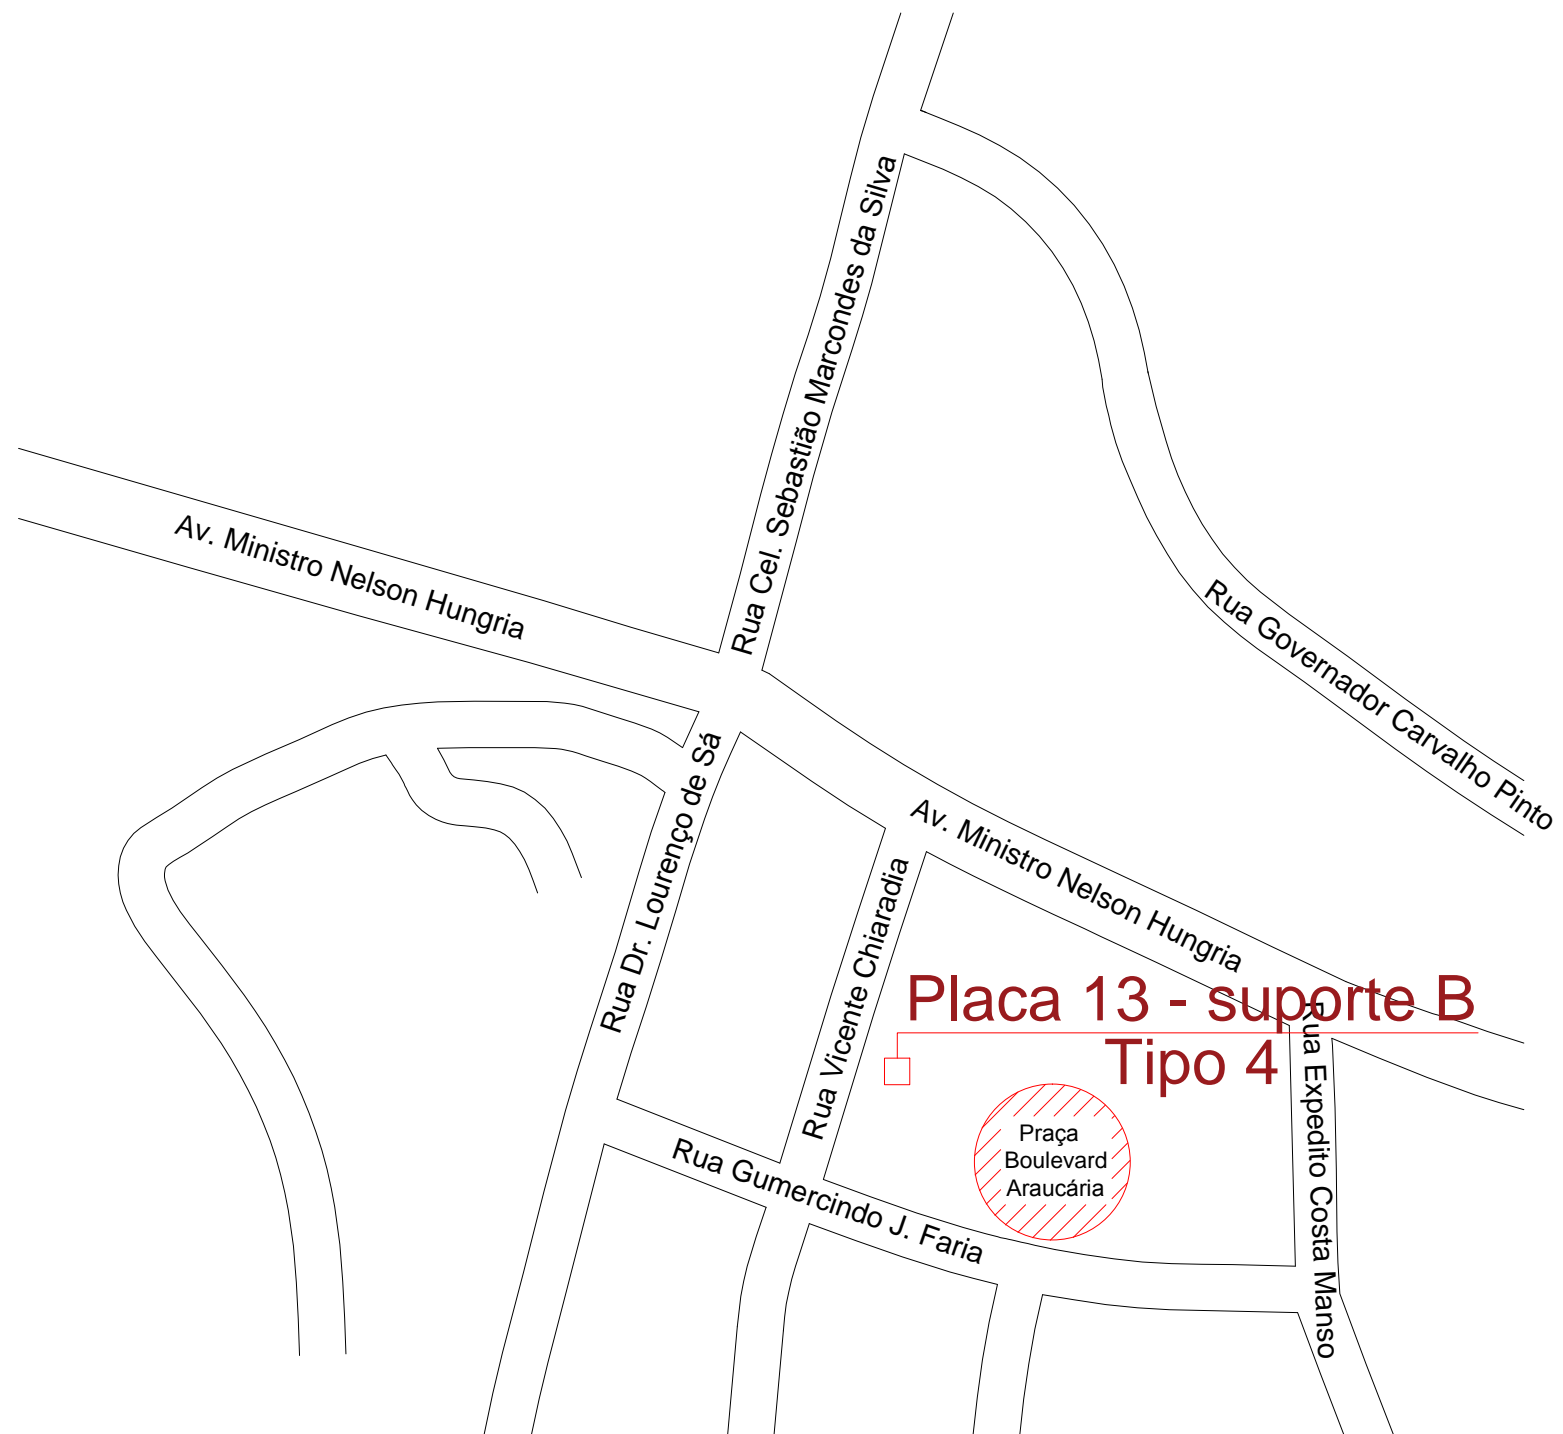 Rua Cel. Sebastião Marcondes da Silva
Av. Ministro Nelson Hungria
Rua Governador Carvalho Pinto
Rua Dr. Lourenço de Sá
Av. Ministro Nelson Hungria
Rua Vicente Chiaradia
Placa 13 - suporte B
Tipo 4
Rua Expedito Costa Manso
Praça
Boulevard
Araucária
Rua Gumercindo J. Faria